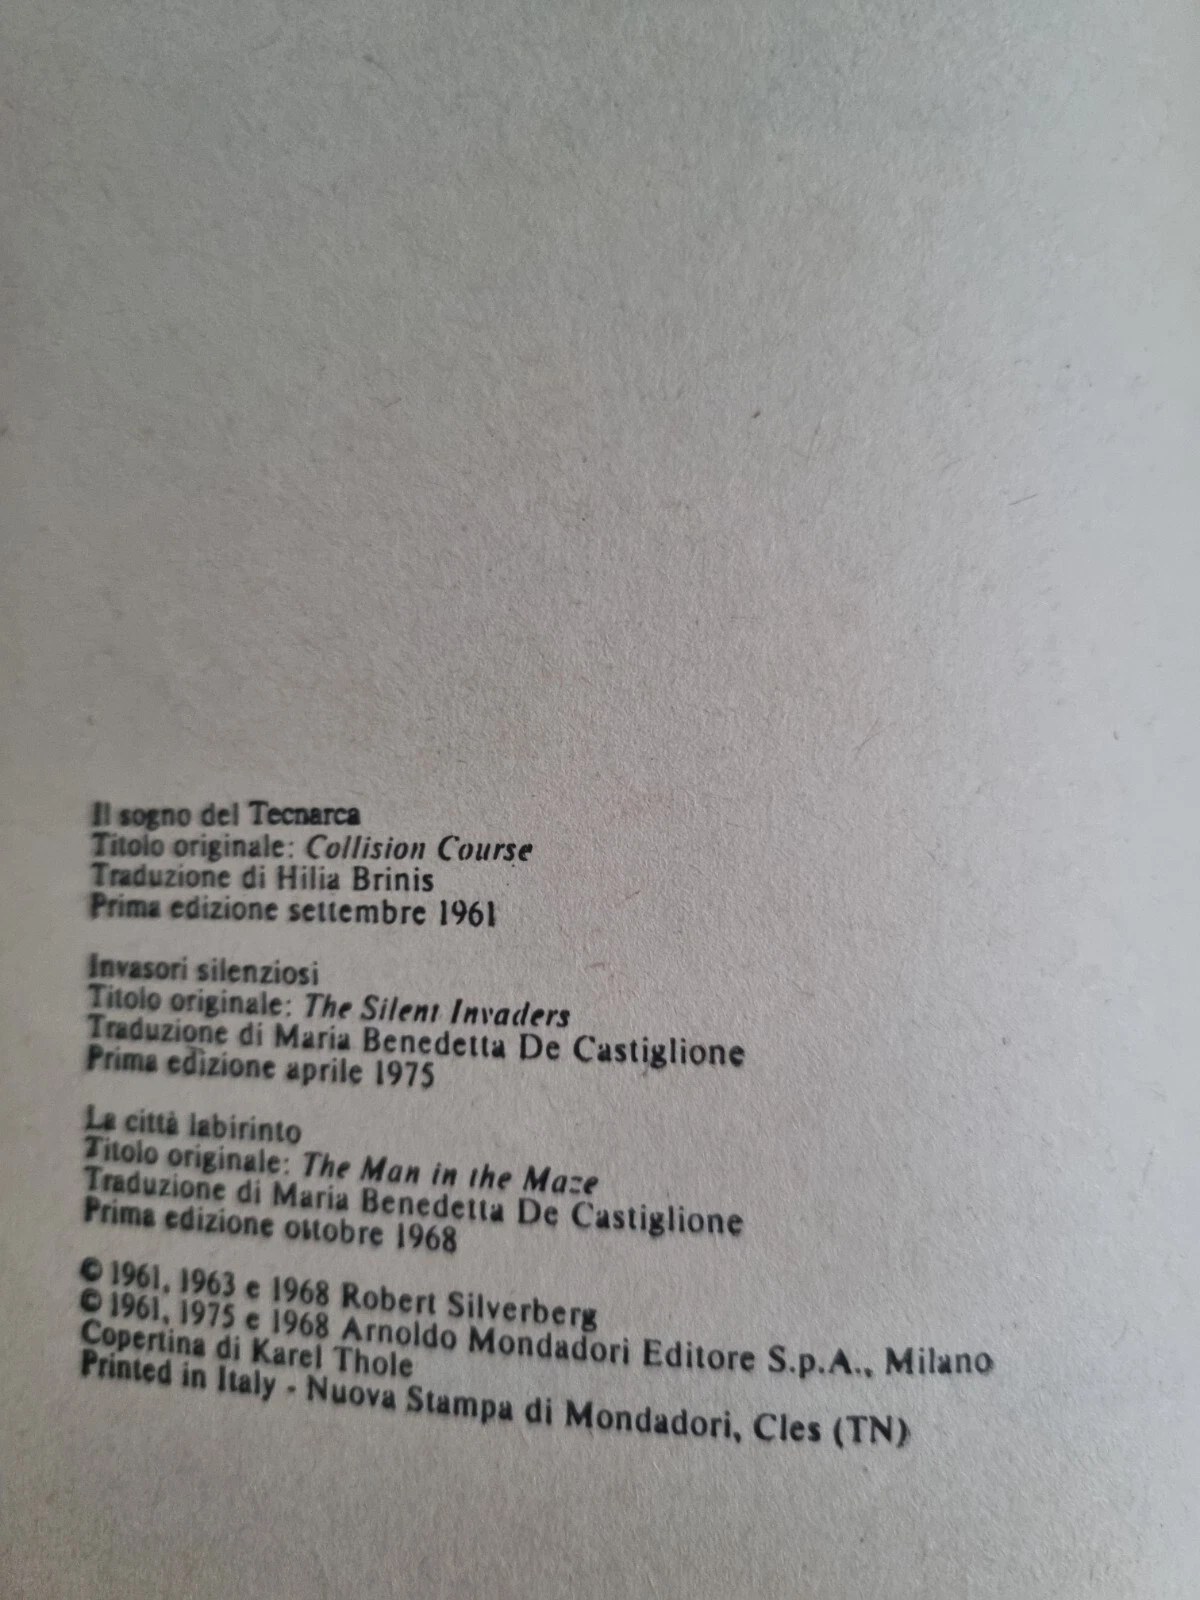 Il sogno del Tecnarca
Titolo originale: Collision Course
Traduzione di Hilia Brinis
Prima edizione settembre 1961
Invasori silenziosi
Titolo originale: The Silent Invaders
Traduzione di Maria Benedetta De Castiglione
Prima edizione aprile 1975
La città labirinto
Titolo originale: The Man in the Maze
Traduzione di Maria Benedetta De Castiglione
Prima edizione ottobre 1968
© 1961, 1963 e 1968 Robert Silverberg
© 1961, 1975 e 1968 Arnoldo Mondadori Editore S.p.A., Milano
Copertina di Karel Thole
Printed in Italy - Nuova Stampa di Mondadori, Cles (TN)